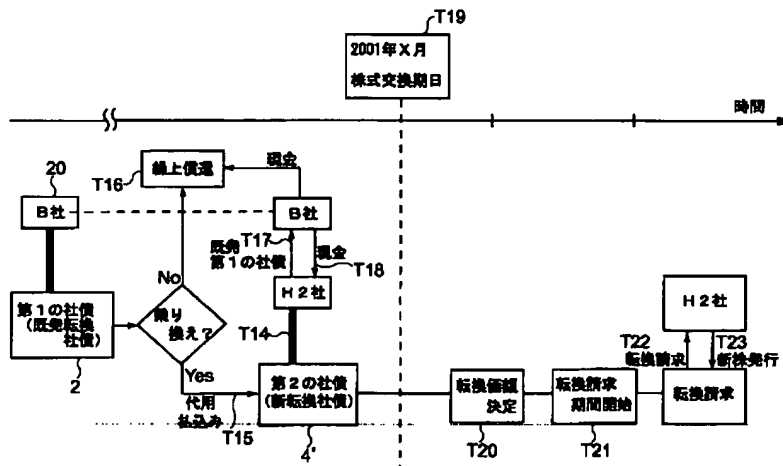 T19
2001年X月
株式交換期日
時間
20
B社
T16
繰上償還
現金
B社
T17
既発
第1の社債
現金
T18
H2社
No
第1の社債
(既発転換
社債)
2
乗り
換え?
T14
Yes
代用
払込み
T15
第2の社債
(新転換社債)
4'
転換価額
決定
T20
転換請求
期間開始
T21
H2社
T22
転換請求
T23
新株発行
転換請求